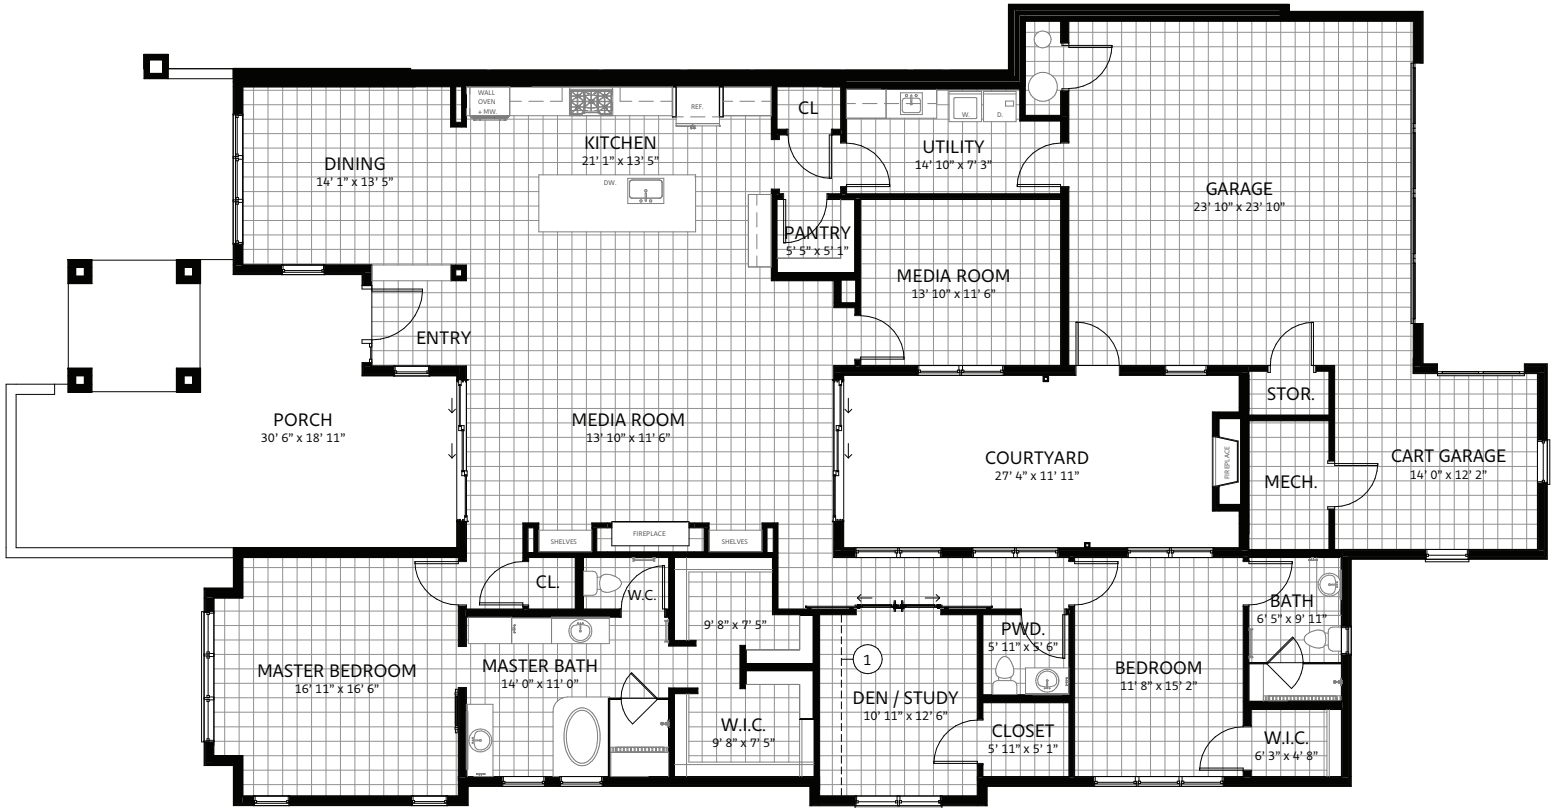 WALL
OVEN
+ MW.
REF.
CL
W.
D.
KITCHEN
21' 1" x 13' 5"
UTILITY
14' 10" x 7' 3"
DINING
14' 1" x 13' 5"
DW.
GARAGE
23' 10" x 23' 10"
PANTRY
5' 5" x 5' 1"
MEDIA ROOM
13' 10" x 11' 6"
ENTRY
STOR.
PORCH
30' 6" x 18' 11"
MEDIA ROOM
13' 10" x 11' 6"
COURTYARD
27' 4" x 11' 11"
FIREPLACE
CART GARAGE
14' 0" x 12' 2"
MECH.
SHELVES
FIREPLACE
SHELVES
CL.
W.C.
BATH
6' 5" x 9' 11"
9' 8" x 7' 5"
PWD.
5' 11" x 5' 6"
1
MASTER BEDROOM
16' 11" x 16' 6"
MASTER BATH
14' 0" x 11' 0"
BEDROOM
11' 8" x 15' 2"
DEN / STUDY
10' 11" x 12' 6"
W.I.C.
9' 8" x 7' 5"
CLOSET
5' 11" x 5' 1"
W.I.C.
6' 3" x 4' 8"